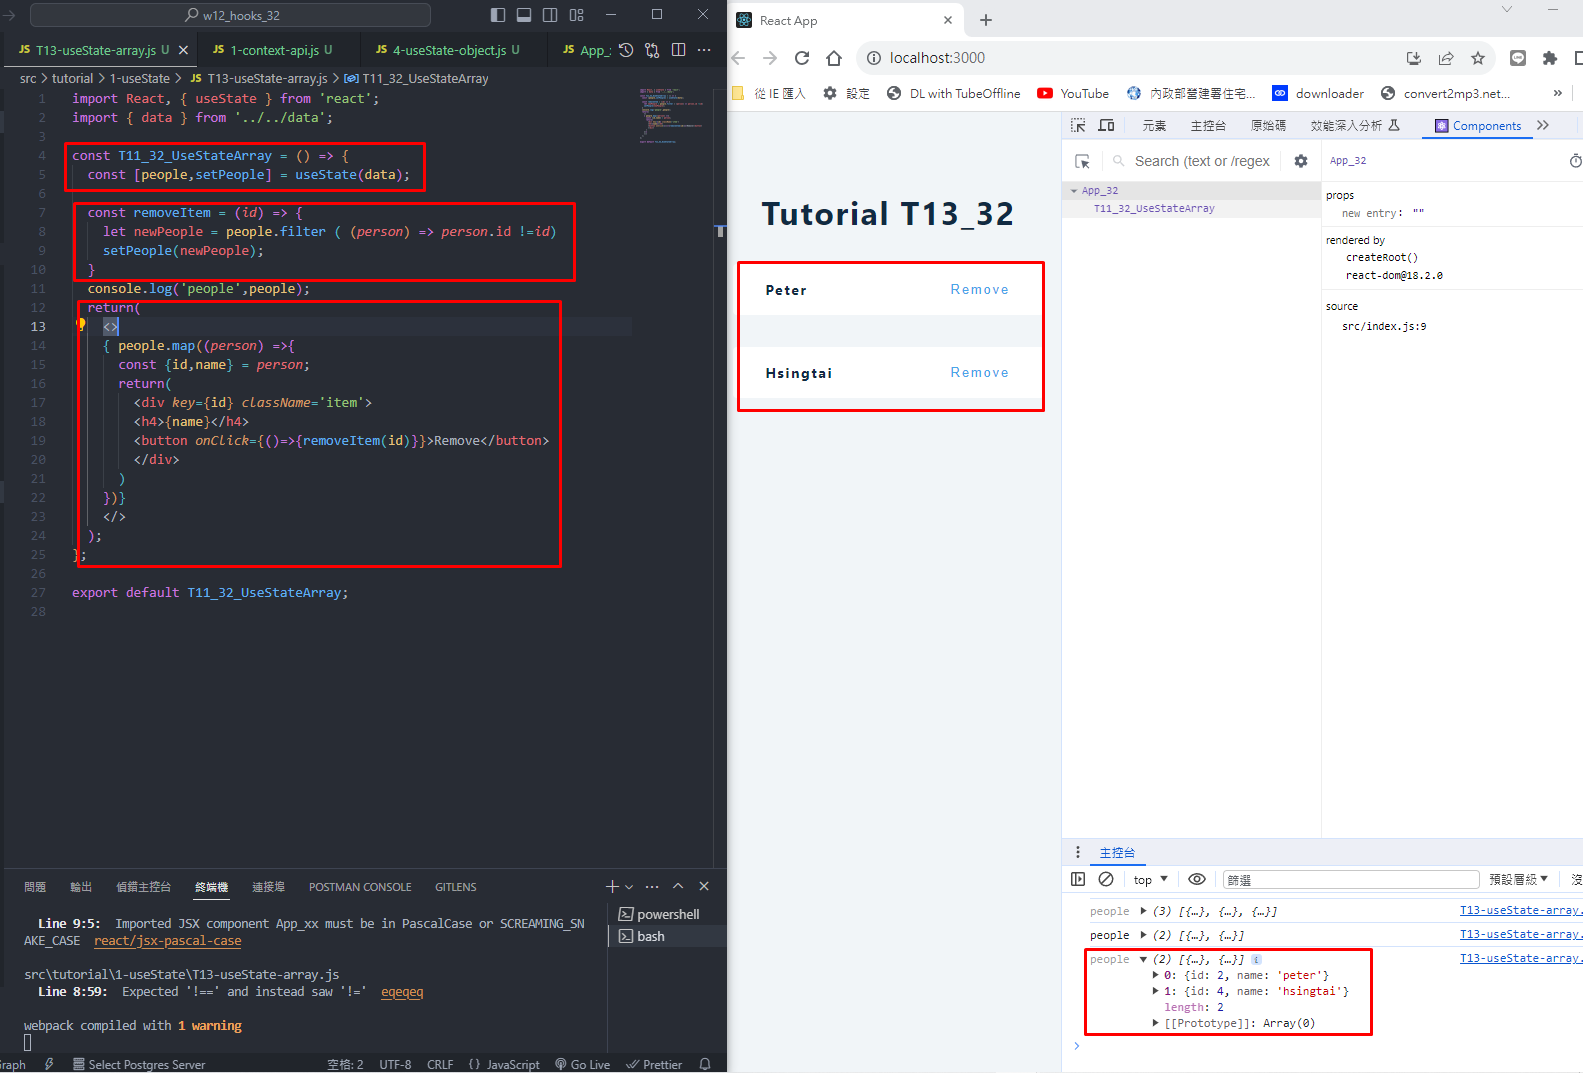 w12_hooks_32
JS T13-useState-array.js U
JS 1-context-api.js U
JS 4-useState-object.js U
JS App_
src > tutorial > 1-useState > JS T13-useState-array.js > T11_32_UseStateArray
1 import React, { useState } from 'react';
2 import { data } from '../../data';
3
4 const T11_32_UseStateArray = () => {
5 const [people,setPeople] = useState(data);
6
7 const removeItem = (id) => {
8 let newPeople = people.filter ( (person) => person.id !=id)
9 setPeople(newPeople);
10 }
11 console.log('people',people);
12 return(
13 <>
14 { people.map((person) =>{
15 const {id,name} = person;
16 return(
17 <div key={id} className='item'>
18 <h4>{name}</h4>
19 <button onClick={()=>{removeItem(id)}}>Remove</button>
20 </div>
21 )
22 })}
23 </>
24 );
25 };
26
27 export default T11_32_UseStateArray;
28
問題 輸出 偵錯主控台 終端機 連接埠 POSTMAN CONSOLE GITLENS
powershell
bash
Line 9:5: Imported JSX component App_xx must be in PascalCase or SCREAMING_SN
AKE_CASE react/jsx-pascal-case
src\tutorial\1-useState\T13-useState-array.js
Line 8:59: Expected '!==' and instead saw '!=' eqeqeq
webpack compiled with 1 warning
raph Select Postgres Server 空格: 2 UTF-8 CRLF {} JavaScript Go Live Prettier
React App
localhost:3000
從 IE 匯入 設定 DL with TubeOffline YouTube 內政部營建署住宅... downloader convert2mp3.net... »
Tutorial T13_32
Peter Remove
Hsingtai Remove
元素 主控台 原始碼 效能深入分析 Components
Search (text or /regex
App_32
App_32
T11_32_UseStateArray
props
new entry: ""
rendered by
createRoot()
react-dom@18.2.0
source
src/index.js:9
主控台
top 篩選 預設層級 沒
people (3) [{…}, {…}, {…}] T13-useState-array.
people (2) [{…}, {…}] T13-useState-array.
people (2) [{…}, {…}] i T13-useState-array.
0: {id: 2, name: 'peter'}
1: {id: 4, name: 'hsingtai'}
length: 2
[[Prototype]]: Array(0)